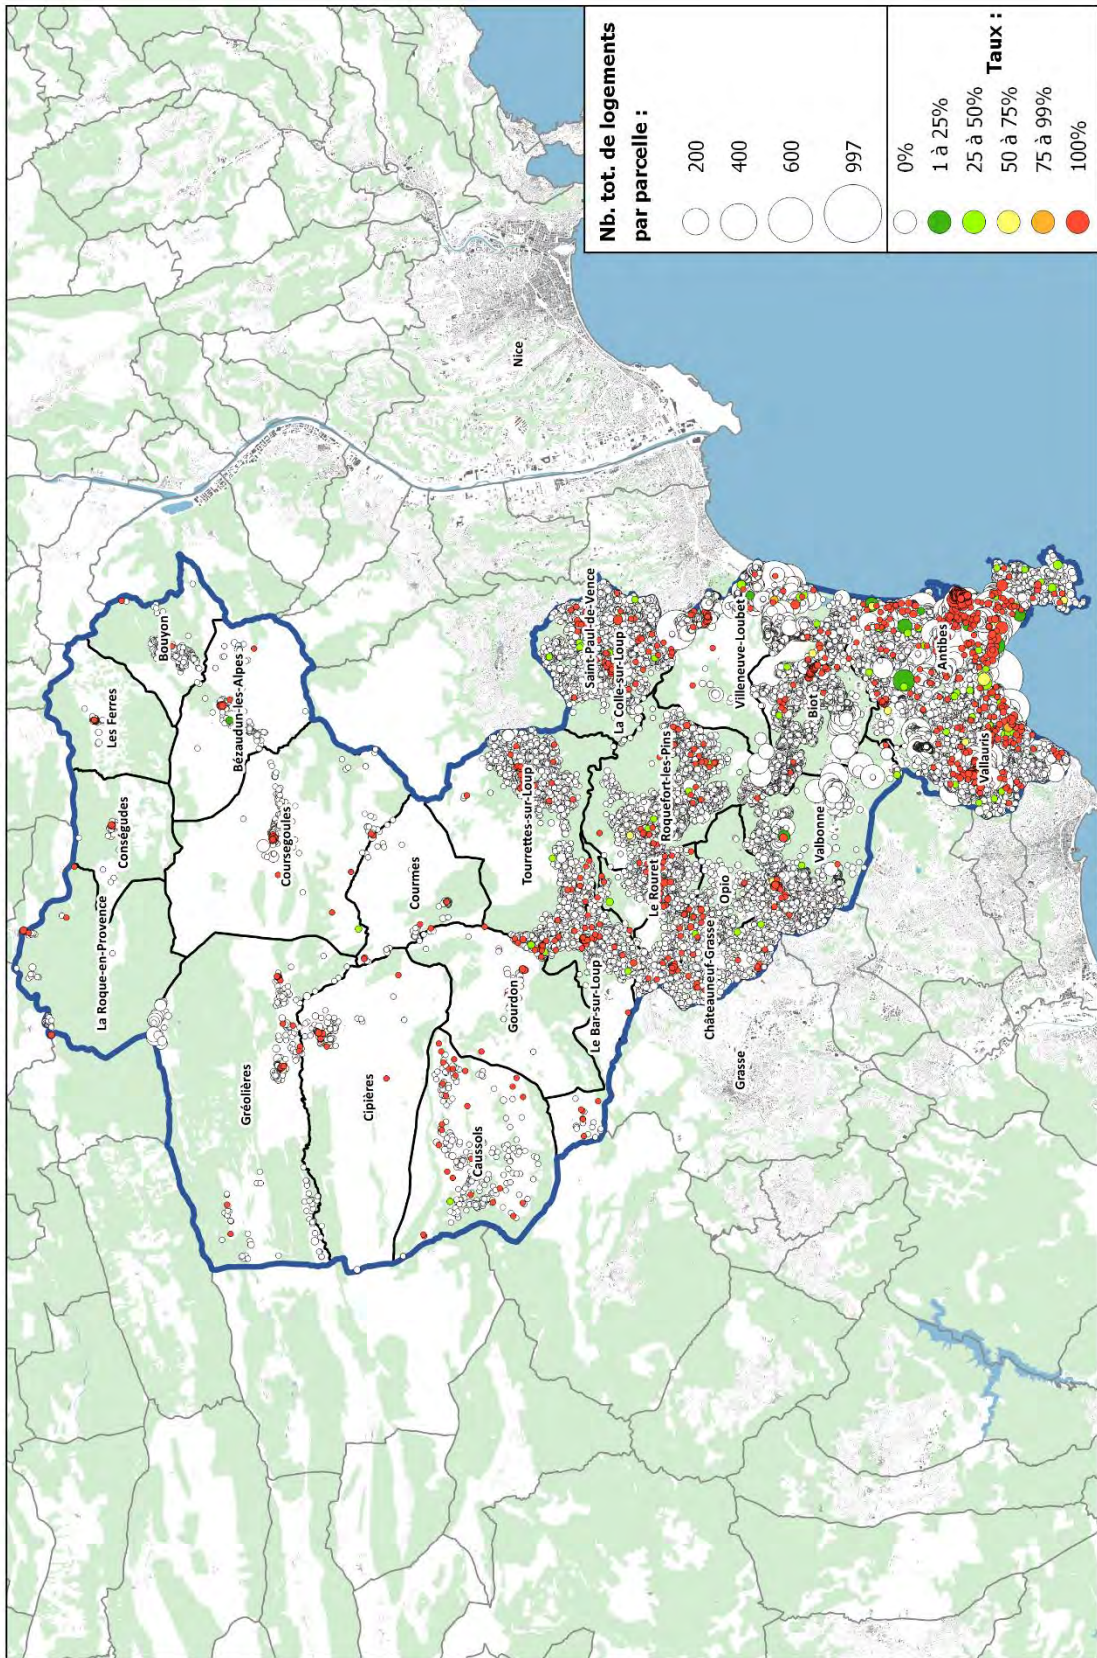 La Roque-en-Provence
Conségudes
Les Ferres
Bouyon
Bézaudun-les-Alpes
Coursegoules
Gréolières
Cipières
Courmes
Gourdon
Caussols
Le Bar-sur-Loup
Tourrettes-sur-Loup
Saint-Paul-de-Vence
La Colle-sur-Loup
Roquefort-les-Pins
Le Rouret
Châteauneuf-Grasse
Opio
Valbonne
Biot
Villeneuve-Loubet
Antibes
Vallauris
Grasse
Nice
Nb. tot. de logements
par parcelle :
200
400
600
997
Taux :
0%
1 à 25%
25 à 50%
50 à 75%
75 à 99%
100%